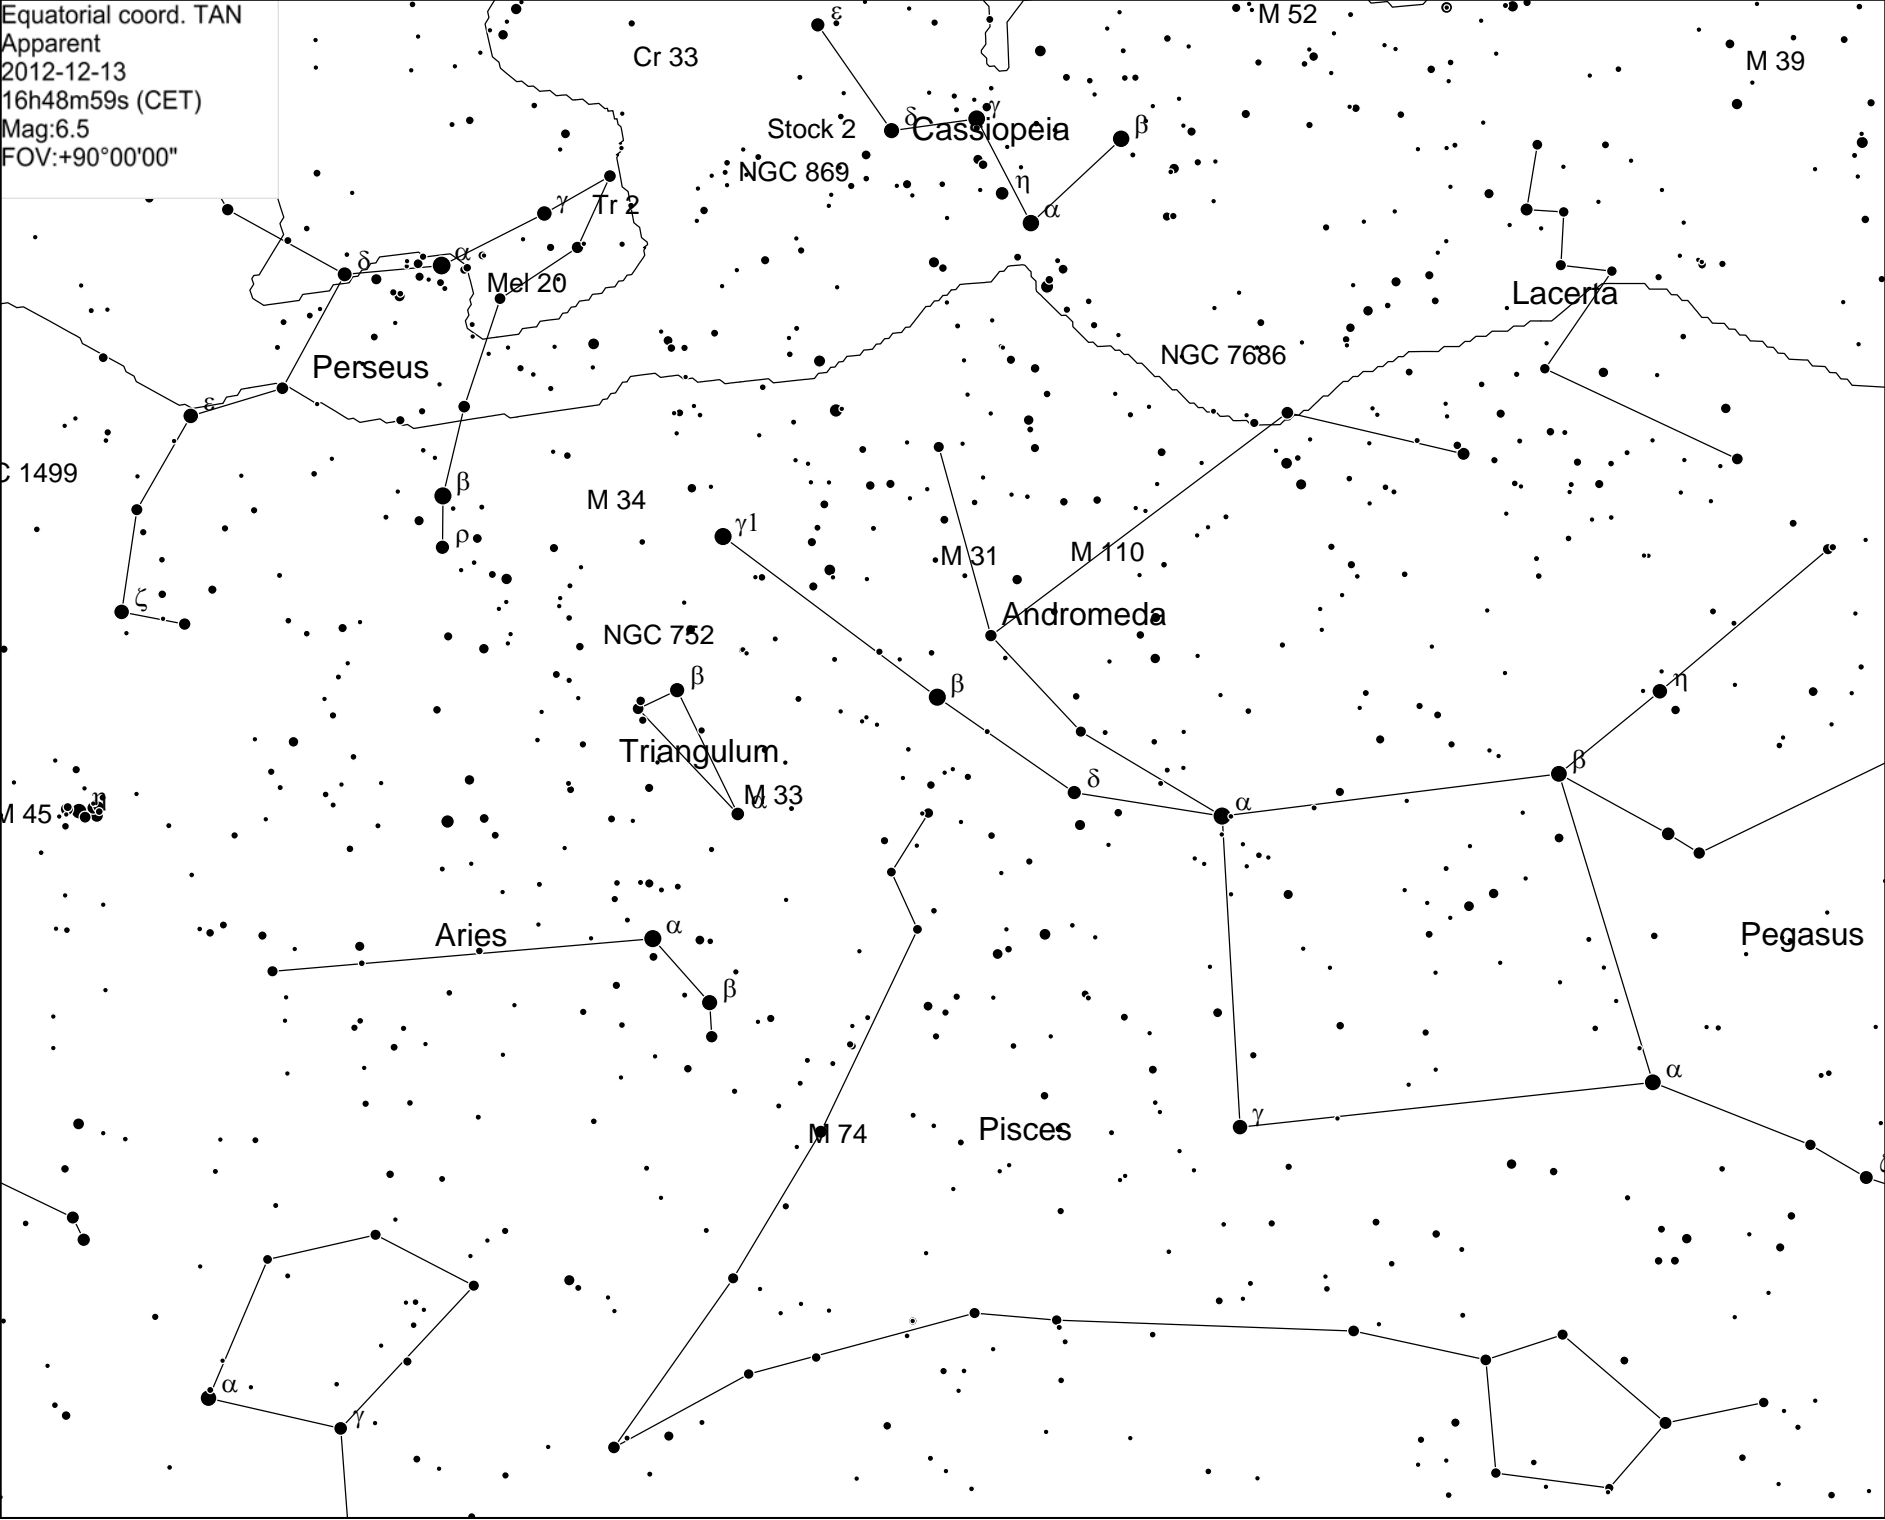 Equatorial coord. TAN
Apparent
2012-12-13
16h48m59s (CET)
Mag:6.5
FOV:+90°00'00"
ε
M 52
Cr 33
M 39
γ
δ
Stock 2
Cassiopeia
β
NGC 869
η
γ
Tr 2
α
δ
α
Mel 20
Lacerta
Perseus
NGC 7686
ε
C 1499
β
M 34
γ1
ρ
M 31
M 110
ζ
Andromeda
NGC 752
β
β
η
Triangulum
β
δ
M 33
α
η
M 45
α
Aries
α
Pegasus
β
α
γ
M 74
Pisces
α
γ